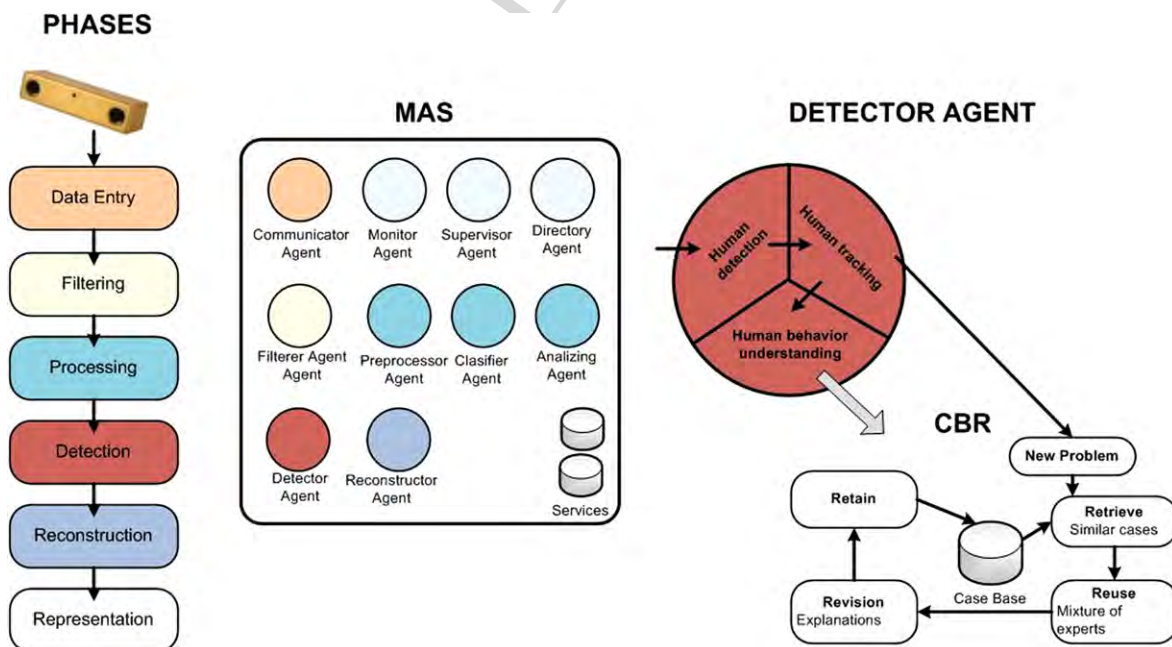 PHASES
Data Entry
Filtering
Processing
Detection
Reconstruction
Representation
MAS
Communicator
Agent
Monitor
Agent
Supervisor
Agent
Directory
Agent
Filterer Agent
Agent
Preprocessor
Agent
Clasifier
Agent
Analizing
Agent
Detector
Agent
Reconstructor
Agent
Services
DETECTOR AGENT
Human
detection
Human tracking
Human behavior
understanding
CBR
New Problem
Retrieve
Similar cases
Reuse
Mixture of
experts
Revision
Explanations
Retain
Case Base